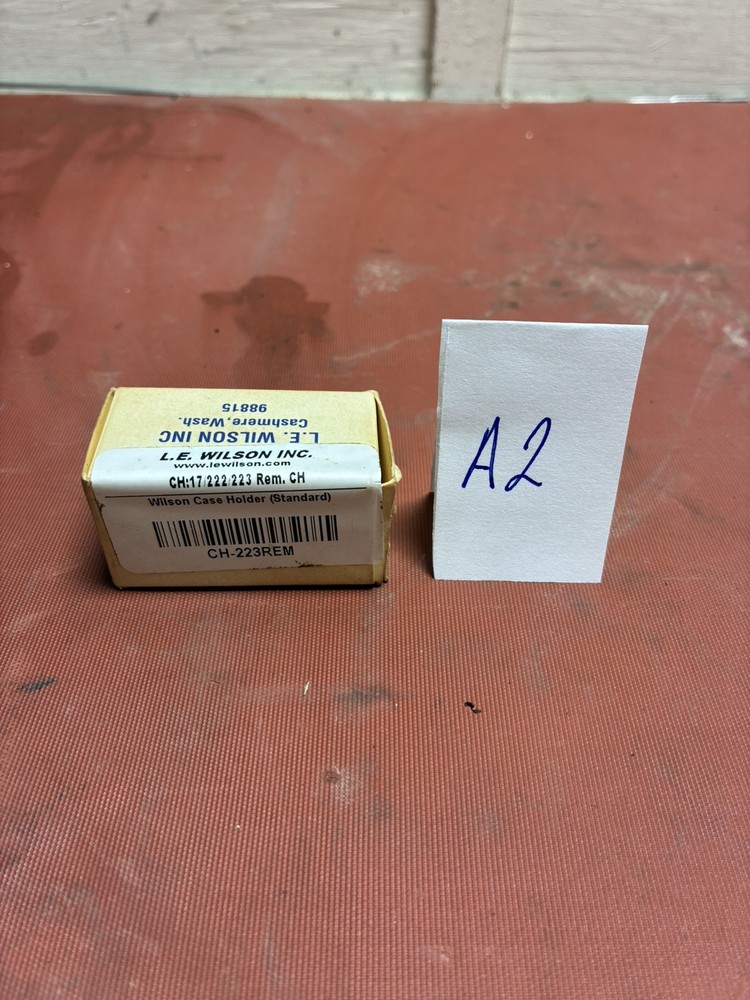 98815
Cashmere, Wash.
L.E. WILSON INC
L.E. WILSON INC.
www.lewilson.com
CH:17/222/223 Rem. CH
Wilson Case Holder (Standard)
CH-223REM
A2